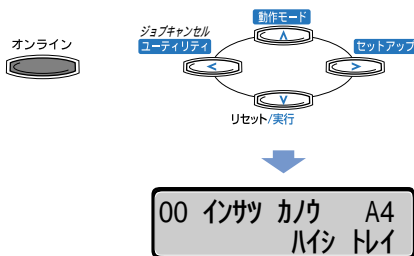 動作モード
ジョブキャンセル
オンライン
ユーティリティ
セットアップ
リセット/実行
00 インサツ カノウ A4
ハイシ トレイ